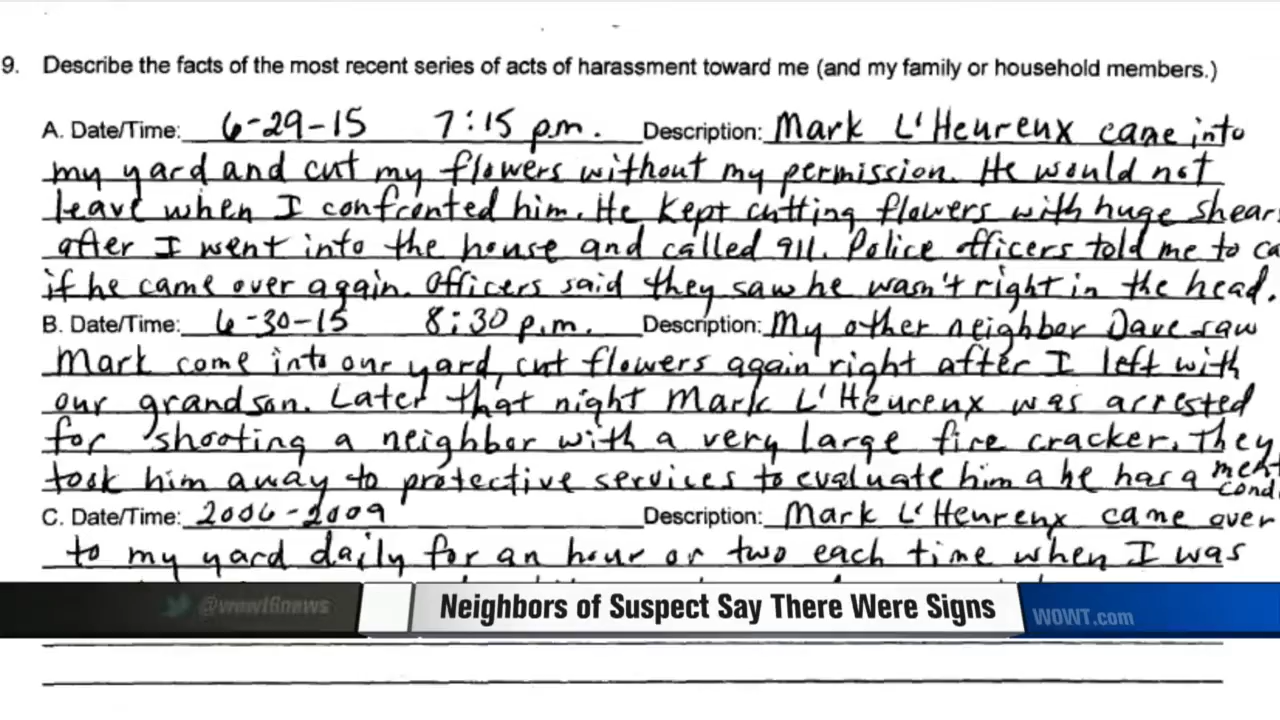 9. Describe the facts of the most recent series of acts of harassment toward me (and my family or household members.)
A. Date/Time: 6-29-15 7:15 p.m. Description: Mark L'Heureux came into
my yard and cut my flowers without my permission. He would not
leave when I confronted him. He kept cutting flowers with huge shear
after I went into the house and called 911. Police officers told me to ca
if he came over again. Officers said they saw he wasn't right in the head.
B. Date/Time: 6-30-15 8:30 p.m. Description: My other neighbor Dave saw
Mark come into our yard, cut flowers again right after I left with
our grandson. Later that night Mark L'Heureux was arrested
for shooting a neighbor with a very large fire cracker. They
took him away to protective services to evaluate him a he has a ment
condi
C. Date/Time: 2006-2009 Description: Mark L'Heureux came over
to my yard daily for an hour or two each time when I was
@wowt6news
Neighbors of Suspect Say There Were Signs
WOWT.com